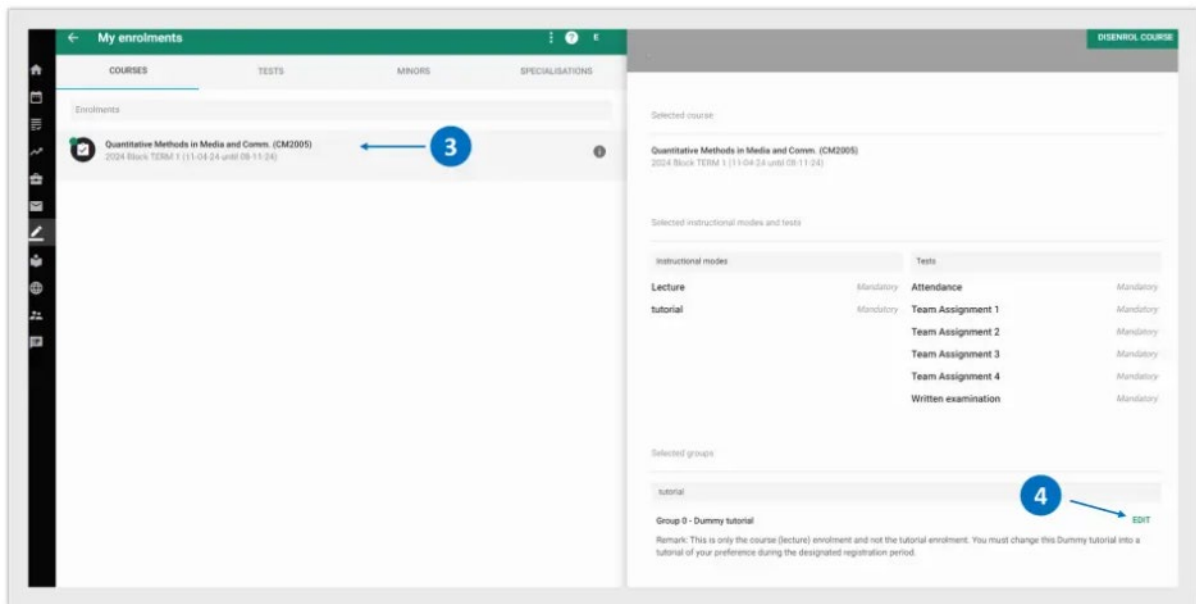 My enrolments
E
DISENROL COURSE
COURSES
TESTS
MINORS
SPECIALISATIONS
Enrolments
Quantitative Methods in Media and Comm. (CM2005)
2024 Block TERM 1 (11-04-24 until 08-11-24)
3
Selected course
Quantitative Methods in Media and Comm. (CM2005)
2024 Block TERM 1 (11-04-24 until 08-11-24)
Selected instructional modes and tests
Instructional modes
Tests
Lecture Mandatory Attendance Mandatory
tutorial Mandatory Team Assignment 1 Mandatory
Team Assignment 2 Mandatory
Team Assignment 3 Mandatory
Team Assignment 4 Mandatory
Written examination Mandatory
Selected groups
tutorial
4
Group 0 - Dummy tutorial EDIT
Remark: This is only the course (lecture) enrolment and not the tutorial enrolment. You must change this Dummy tutorial into a
tutorial of your preference during the designated registration period.